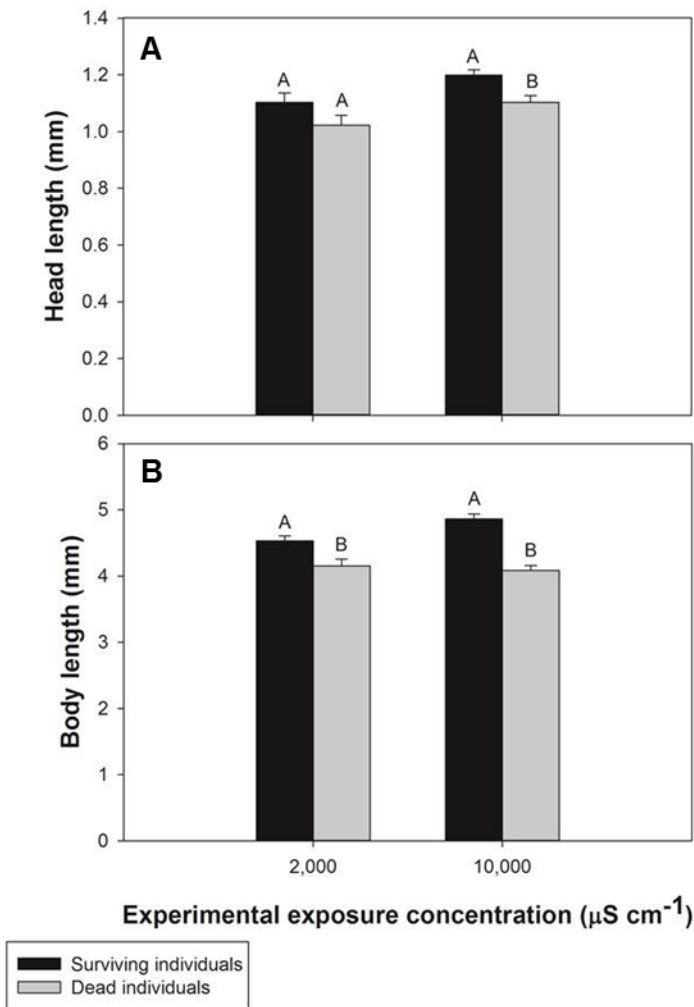 A
Head length (mm)
1.4
1.2
1.0
0.8
0.6
0.4
0.2
0.0
A A
A B
B
Body length (mm)
6
5
4
3
2
1
0
A B
A B
2,000 10,000
Experimental exposure concentration (µS cm⁻¹)
Surviving individuals
Dead individuals